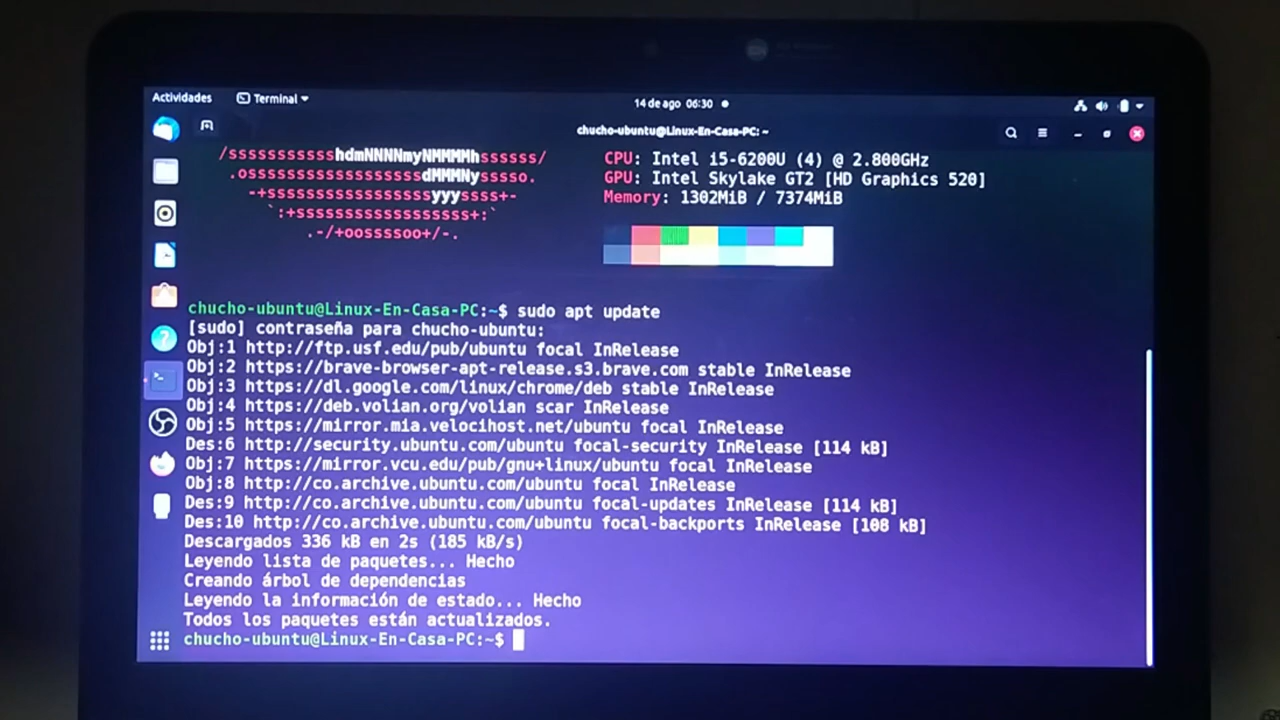 Actividades
Terminal
14 de ago 06:30
chucho-ubuntu@Linux-En-Casa-PC: ~
/ssssssssssshdmNNNNmyNMMMMhssssss/
CPU: Intel i5-6200U (4) @ 2.800GHz
.ossssssssssssssssssdMMMNysssso.
GPU: Intel Skylake GT2 [HD Graphics 520]
-+sssssssssssssssssyyyssss+-
Memory: 1302MiB / 7374MiB
`:+ssssssssssssssssss+:`
.-/+oossssoo+/-.
chucho-ubuntu@Linux-En-Casa-PC:~$ sudo apt update
[sudo] contraseña para chucho-ubuntu:
Obj:1 http://ftp.usf.edu/pub/ubuntu focal InRelease
Obj:2 https://brave-browser-apt-release.s3.brave.com stable InRelease
Obj:3 https://dl.google.com/linux/chrome/deb stable InRelease
Obj:4 https://deb.volian.org/volian scar InRelease
Obj:5 https://mirror.mia.velocihost.net/ubuntu focal InRelease
Des:6 http://security.ubuntu.com/ubuntu focal-security InRelease [114 kB]
Obj:7 https://mirror.vcu.edu/pub/gnu+linux/ubuntu focal InRelease
Obj:8 http://co.archive.ubuntu.com/ubuntu focal InRelease
Des:9 http://co.archive.ubuntu.com/ubuntu focal-updates InRelease [114 kB]
Des:10 http://co.archive.ubuntu.com/ubuntu focal-backports InRelease [108 kB]
Descargados 336 kB en 2s (185 kB/s)
Leyendo lista de paquetes... Hecho
Creando árbol de dependencias
Leyendo la información de estado... Hecho
Todos los paquetes están actualizados.
chucho-ubuntu@Linux-En-Casa-PC:~$